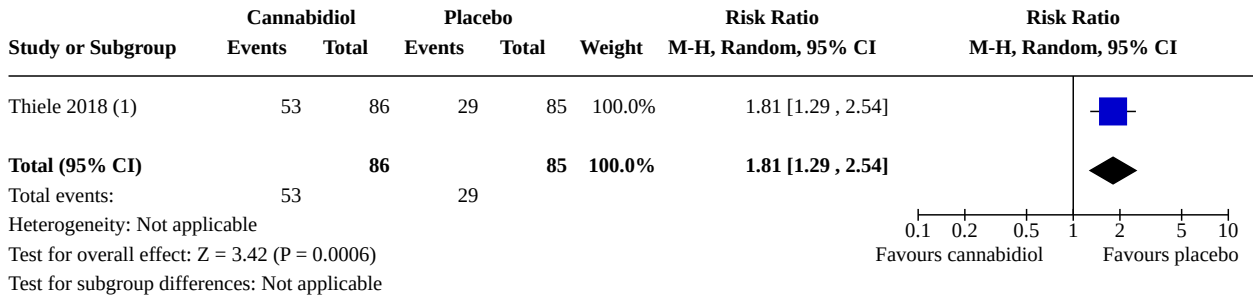 Cannabidiol Placebo Risk Ratio Risk Ratio
Study or Subgroup Events Total Events Total Weight M-H, Random, 95% CI M-H, Random, 95% CI
Thiele 2018 (1) 53 86 29 85 100.0% 1.81 [1.29 , 2.54]
Total (95% CI) 86 85 100.0% 1.81 [1.29 , 2.54]
Total events: 53 29
Heterogeneity: Not applicable 0.1 0.2 0.5 1 2 5 10
Test for overall effect: Z = 3.42 (P = 0.0006) Favours cannabidiol Favours placebo
Test for subgroup differences: Not applicable